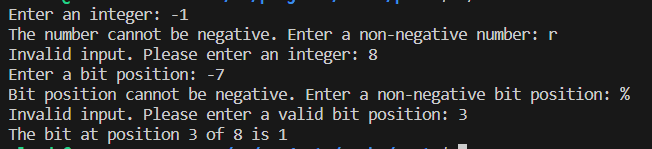 Enter an integer: -1
The number cannot be negative. Enter a non-negative number: r
Invalid input. Please enter an integer: 8
Enter a bit position: -7
Bit position cannot be negative. Enter a non-negative bit position: %
Invalid input. Please enter a valid bit position: 3
The bit at position 3 of 8 is 1